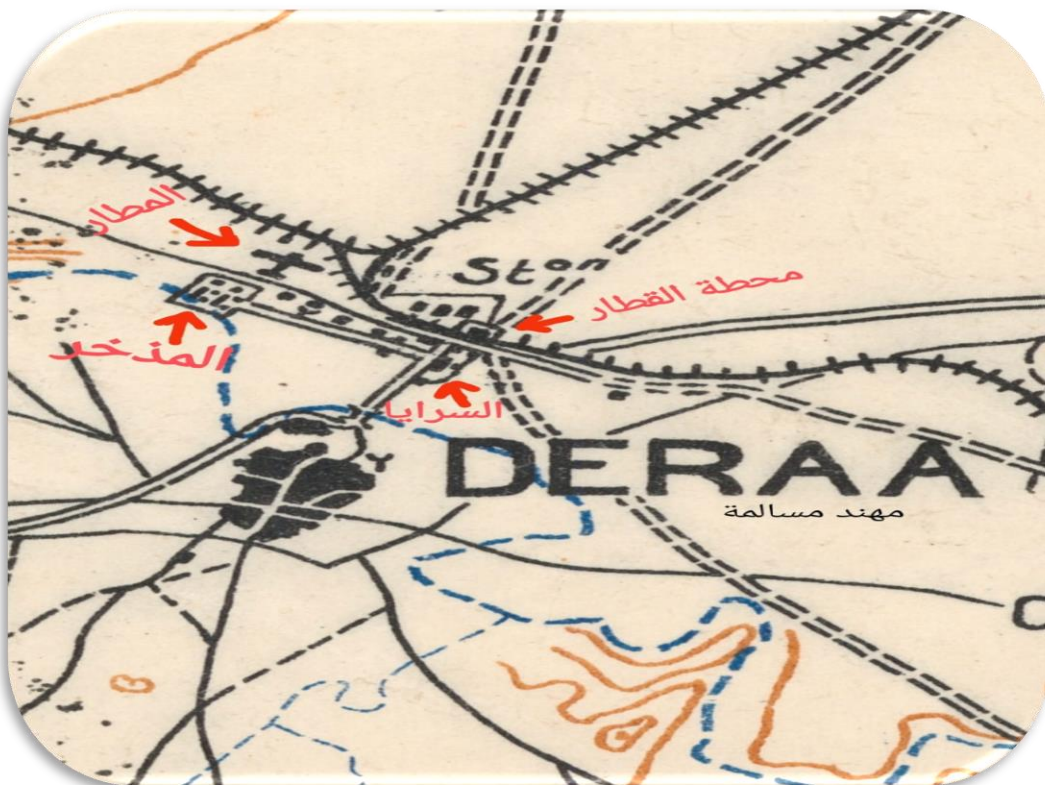 المطار
Stⁿ
محطة القطار
المذخر
السرايا
DERAA
مهند مسالمة